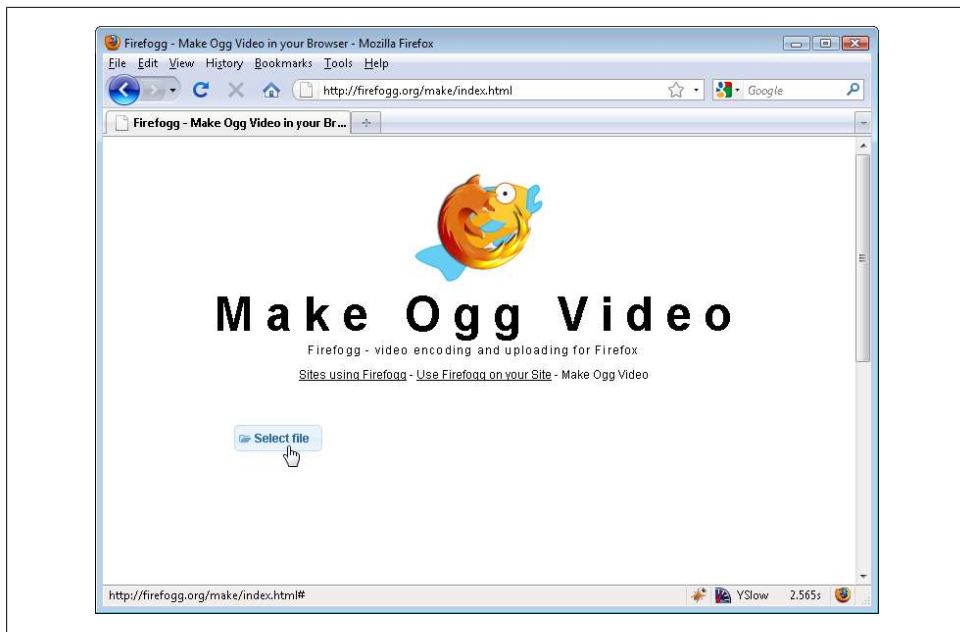 Firefogg - Make Ogg Video in your Browser - Mozilla Firefox
File Edit View History Bookmarks Tools Help
http://firefogg.org/make/index.html
Google
Firefogg - Make Ogg Video in your Br...
Make Ogg Video
Firefogg - video encoding and uploading for Firefox
Sites using Firefogg - Use Firefogg on your Site - Make Ogg Video
Select file
http://firefogg.org/make/index.html#
YSlow 2.565s